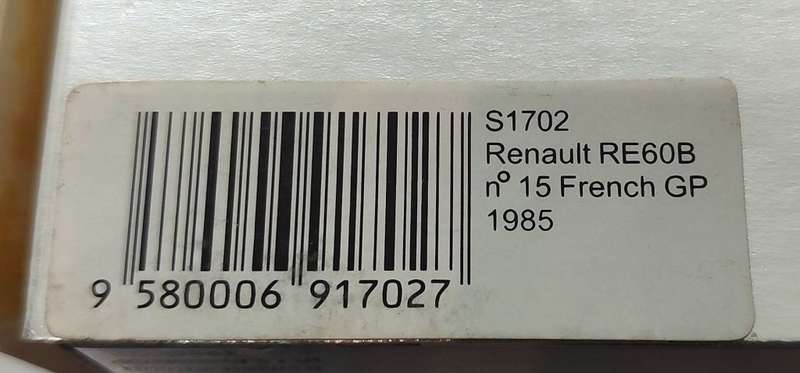 S1702
Renault RE60B
nº 15 French GP
1985
9 580006 917027